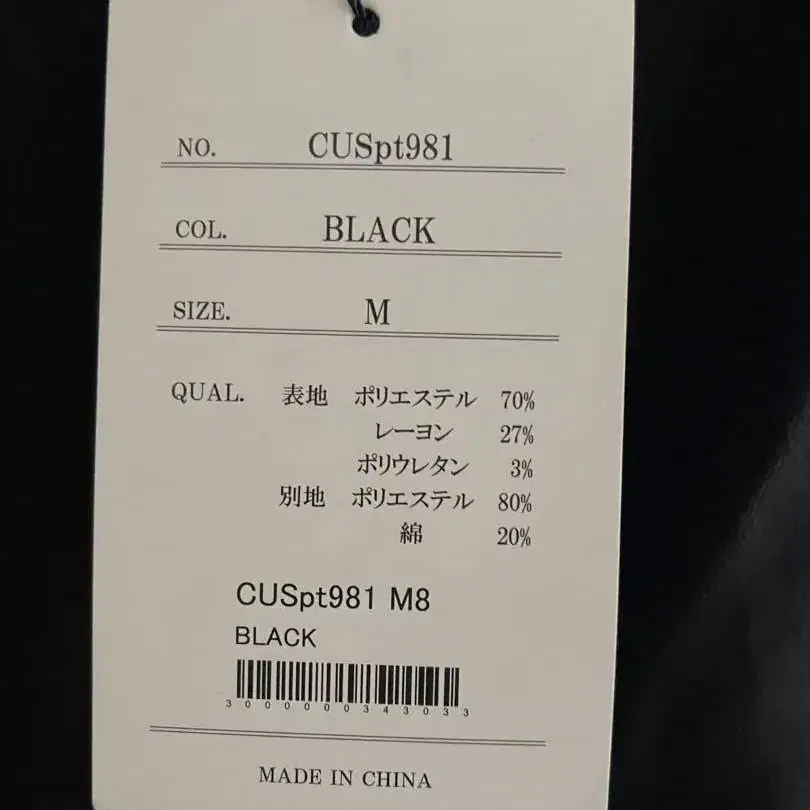 NO. CUSpt981
COL. BLACK
SIZE. M
QUAL. 表地 ポリエステル 70%
レーヨン 27%
ポリウレタン 3%
別地 ポリエステル 80%
綿 20%
CUSpt981 M8
BLACK
3000000343033
MADE IN CHINA